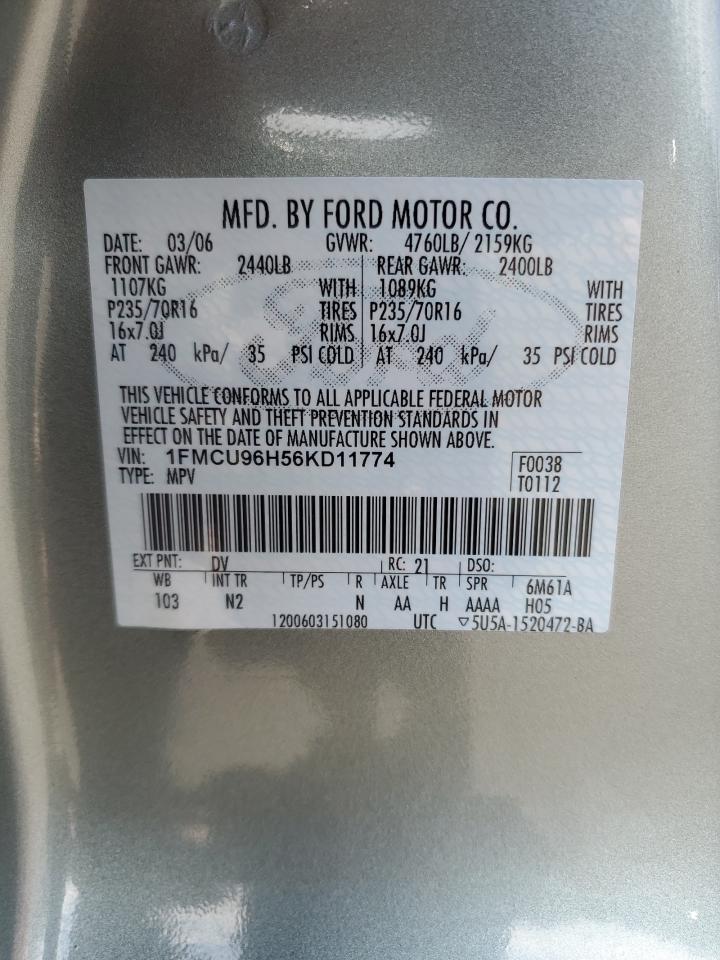 MFD. BY FORD MOTOR CO.
DATE: 03/06 GVWR: 4760LB/ 2159KG
FRONT GAWR: 2440LB REAR GAWR: 2400LB
1107KG WITH 1089KG WITH
P235/70R16 TIRES P235/70R16 TIRES
16x7.0J RIMS 16x7.0J RIMS
AT 240 kPa/ 35 PSI COLD AT 240 kPa/ 35 PSI COLD
Ford
THIS VEHICLE CONFORMS TO ALL APPLICABLE FEDERAL MOTOR
VEHICLE SAFETY AND THEFT PREVENTION STANDARDS IN
EFFECT ON THE DATE OF MANUFACTURE SHOWN ABOVE.
VIN: 1FMCU96H56KD11774 F0038
TYPE: MPV T0112
EXT PNT: DV RC: 21 DSO:
WB INT TR TP/PS R AXLE TR SPR 6M61A
103 N2 N AA H AAAA H05
1200603151080 UTC ▽5U5A-1520472-BA